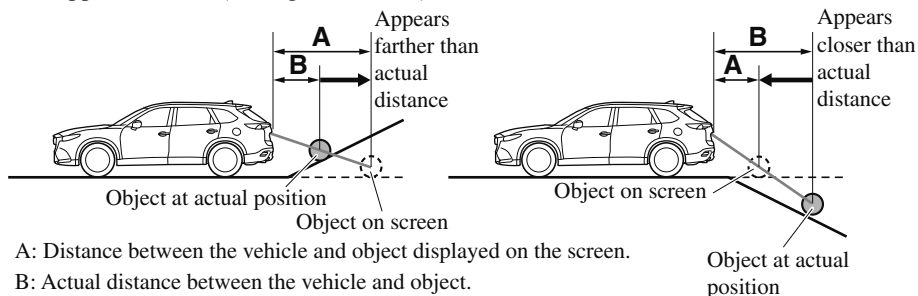 Appears
farther than
actual
distance
A
B
Object at actual position
Object on screen
Appears
closer than
actual
distance
B
A
Object on screen
Object at actual
position
A: Distance between the vehicle and object displayed on the screen.
B: Actual distance between the vehicle and object.